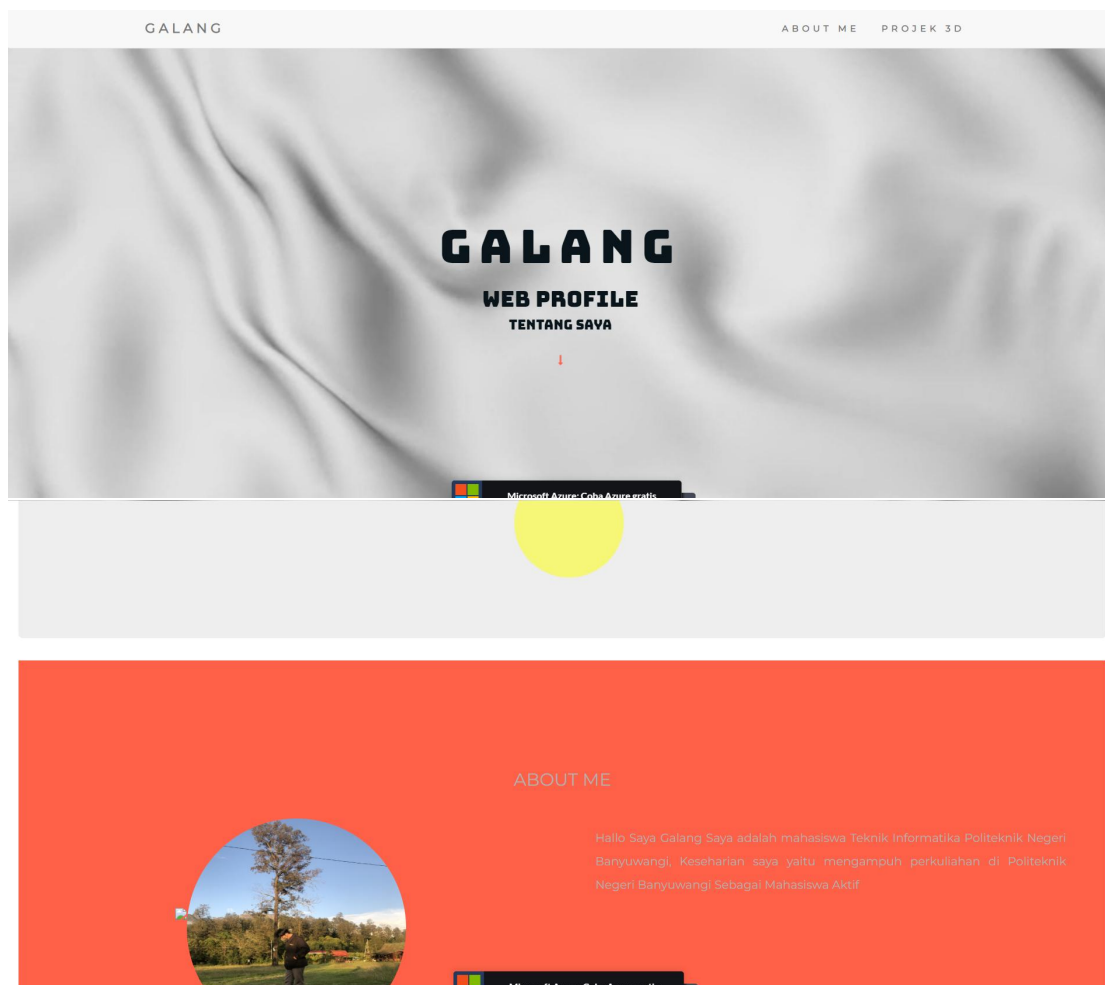 GALANG
ABOUT ME PROJEK 3D
GALANG
WEB PROFILE
TENTANG SAYA
Microsoft Azure: Coba Azure gratis
ABOUT ME
Hallo Saya Galang Saya adalah mahasiswa Teknik Informatika Politeknik Negeri
Banyuwangi, Keseharian saya yaitu mengampuh perkuliahan di Politeknik
Negeri Banyuwangi Sebagai Mahasiswa Aktif